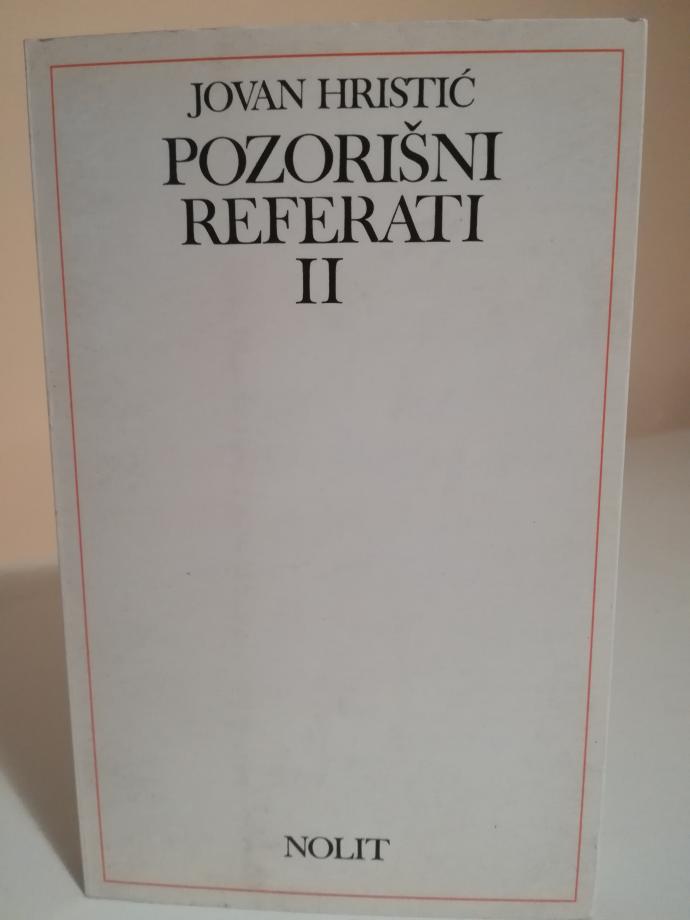 JOVAN HRISTIĆ
POZORIŠNI
REFERATI
II
NOLIT